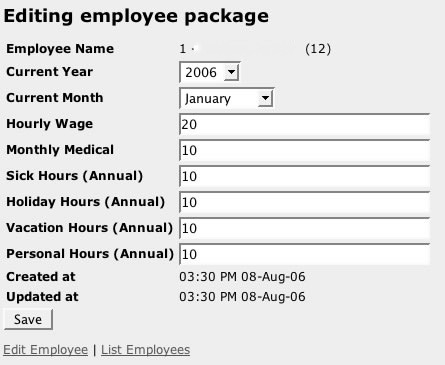 Editing employee package
Employee Name 1 · (12)
Current Year 2006
Current Month January
Hourly Wage 20
Monthly Medical 10
Sick Hours (Annual) 10
Holiday Hours (Annual) 10
Vacation Hours (Annual) 10
Personal Hours (Annual) 10
Created at 03:30 PM 08-Aug-06
Updated at 03:30 PM 08-Aug-06
Save
Edit Employee | List Employees